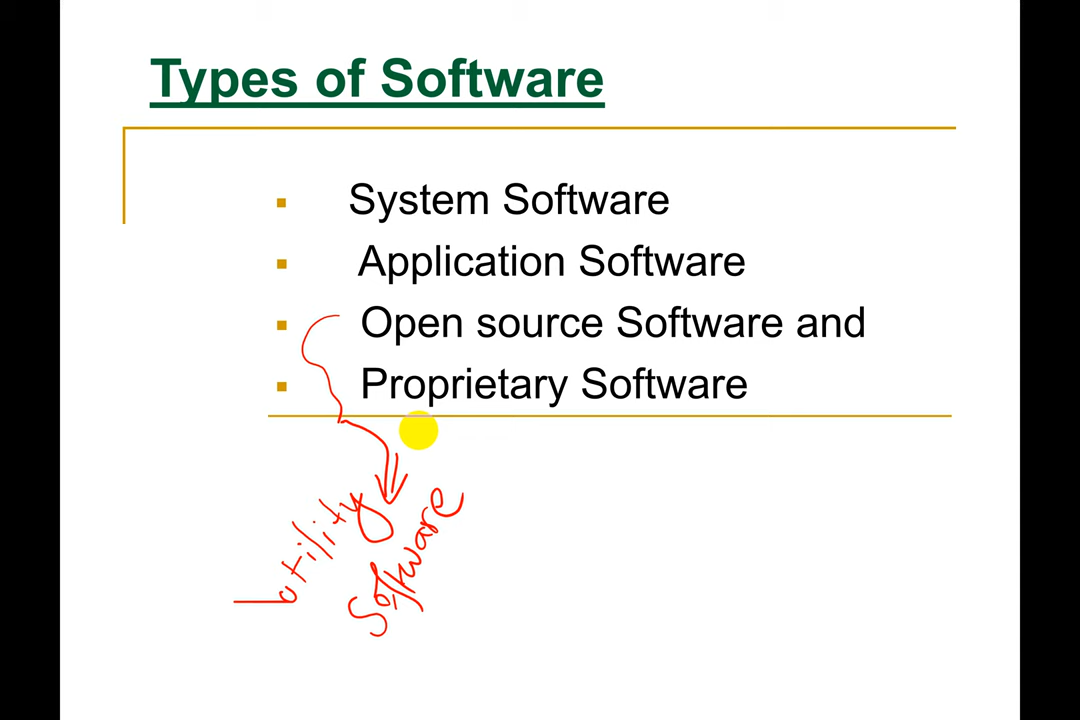 Types of Software
▪ System Software
▪ Application Software
▪ Open source Software and
▪ Proprietary Software
utility
Software